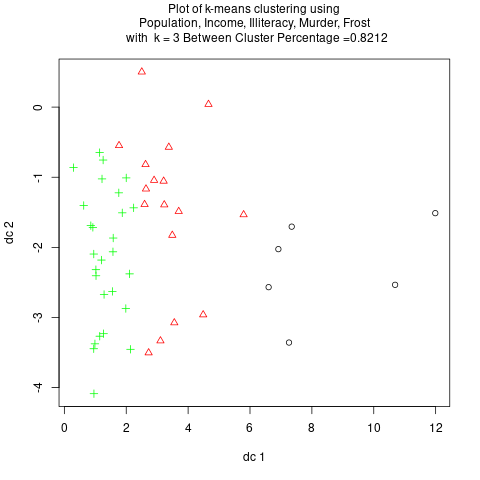 Plot of k-means clustering using
Population, Income, Illiteracy, Murder, Frost
with k = 3 Between Cluster Percentage =0.8212
0
-1
-2
-3
-4
dc 2
0 2 4 6 8 10 12
dc 1